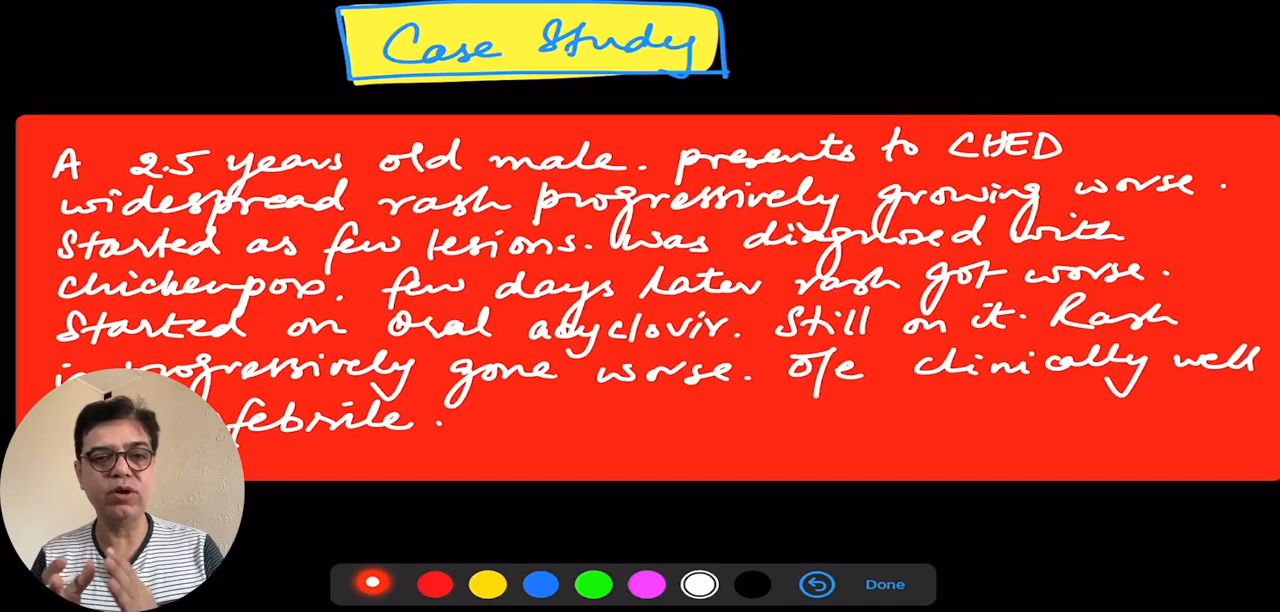 Case Study
A 2.5 years old male. presents to CHED
widespread rash progressively growing worse.
Started as few lesions. Was diagnosed with
chickenpox. few days later rash got worse.
Started on Oral acyclovir. Still on it. Rash
progressively gone worse. O/e clinically well
febrile.
Done